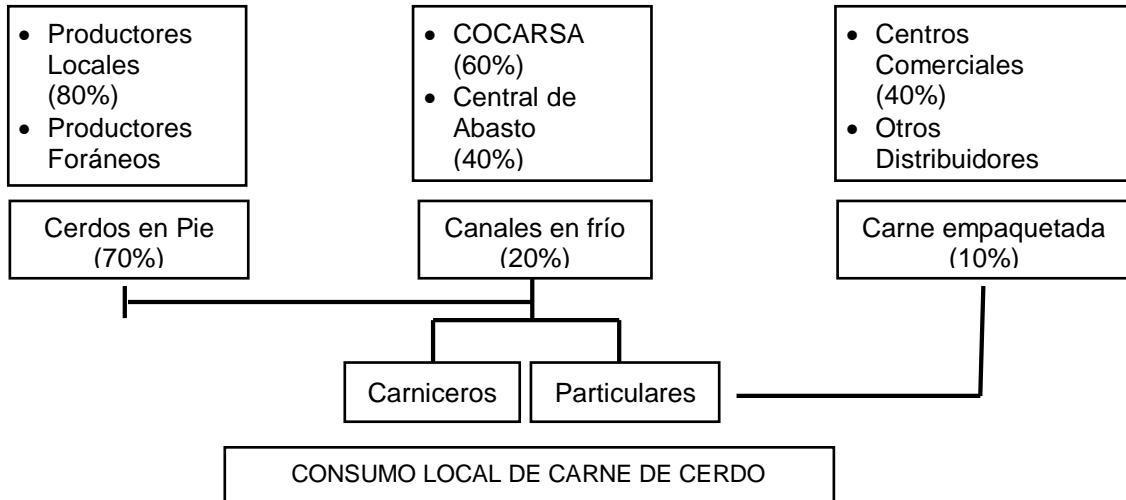 • Productores
Locales
(80%)
• Productores
Foráneos
• COCARSA
(60%)
• Central de
Abasto
(40%)
• Centros
Comerciales
(40%)
• Otros
Distribuidores
Cerdos en Pie
(70%)
Canales en frío
(20%)
Carne empaquetada
(10%)
Carniceros
Particulares
CONSUMO LOCAL DE CARNE DE CERDO